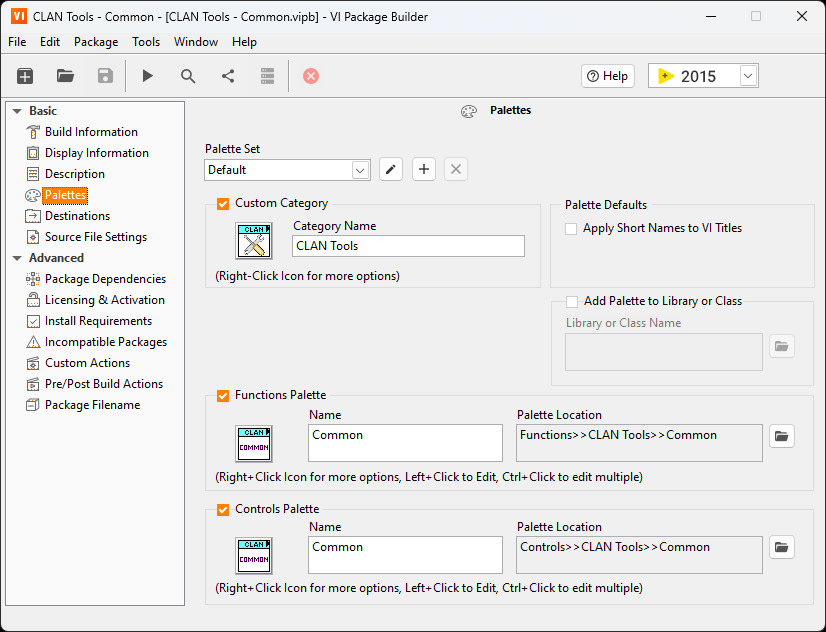 VI CLAN Tools - Common - [CLAN Tools - Common.vipb] - VI Package Builder
File Edit Package Tools Window Help
Help 2015
Basic
Build Information
Display Information
Description
Palettes
Destinations
Source File Settings
Advanced
Package Dependencies
Licensing & Activation
Install Requirements
Incompatible Packages
Custom Actions
Pre/Post Build Actions
Package Filename
Palettes
Palette Set
Default
Custom Category
CLAN
Category Name
CLAN Tools
(Right-Click Icon for more options)
Palette Defaults
Apply Short Names to VI Titles
Add Palette to Library or Class
Library or Class Name
Functions Palette
CLAN
COMMON
Name
Common
Palette Location
Functions>>CLAN Tools>>Common
(Right+Click Icon for more options, Left+Click to Edit, Ctrl+Click to edit multiple)
Controls Palette
CLAN
COMMON
Name
Common
Palette Location
Controls>>CLAN Tools>>Common
(Right+Click Icon for more options, Left+Click to Edit, Ctrl+Click to edit multiple)